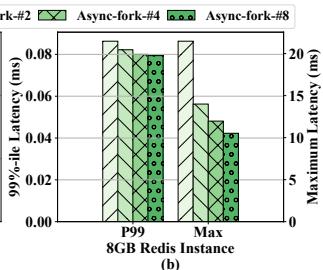 rk-#2 Async-fork-#4 Async-fork-#8
99%-ile Latency (ms)
0.08
0.06
0.04
0.02
0.00
20
15
10
5
0
Maximum Latency (ms)
P99 Max
8GB Redis Instance
(b)